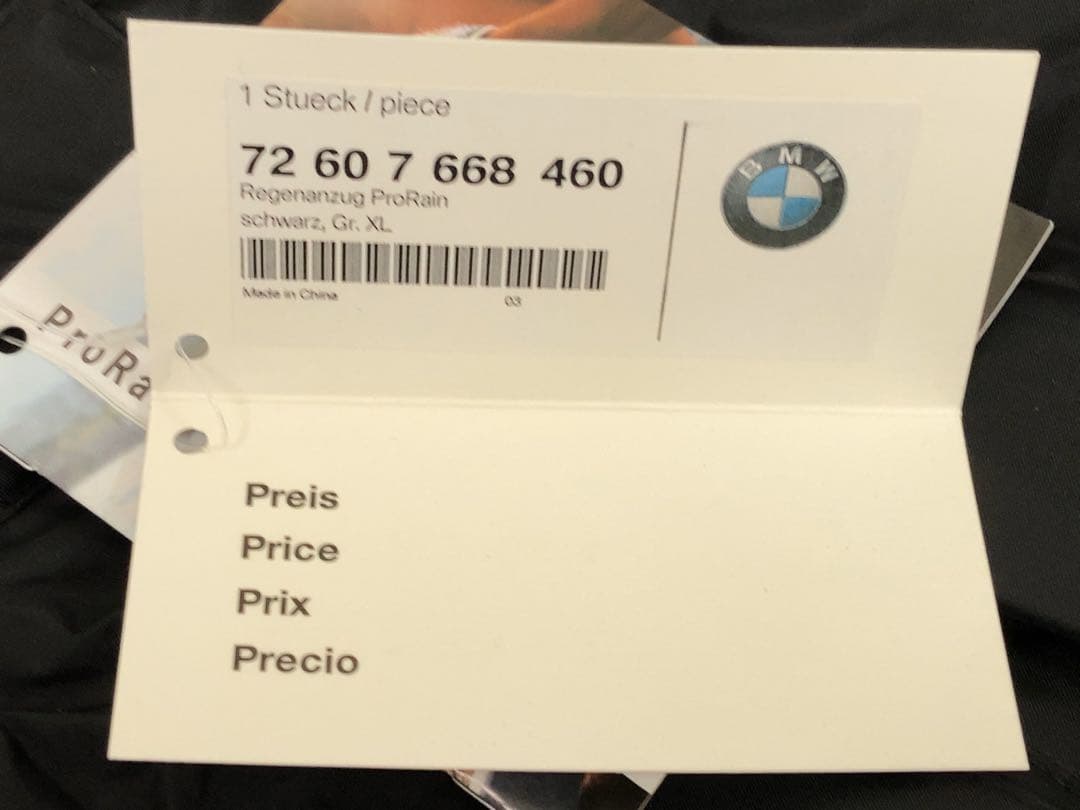 1 Stueck / piece
72 60 7 668 460
Regenanzug ProRain
schwarz, Gr. XL
Made in China 03
BMW
ProRa
Preis
Price
Prix
Precio